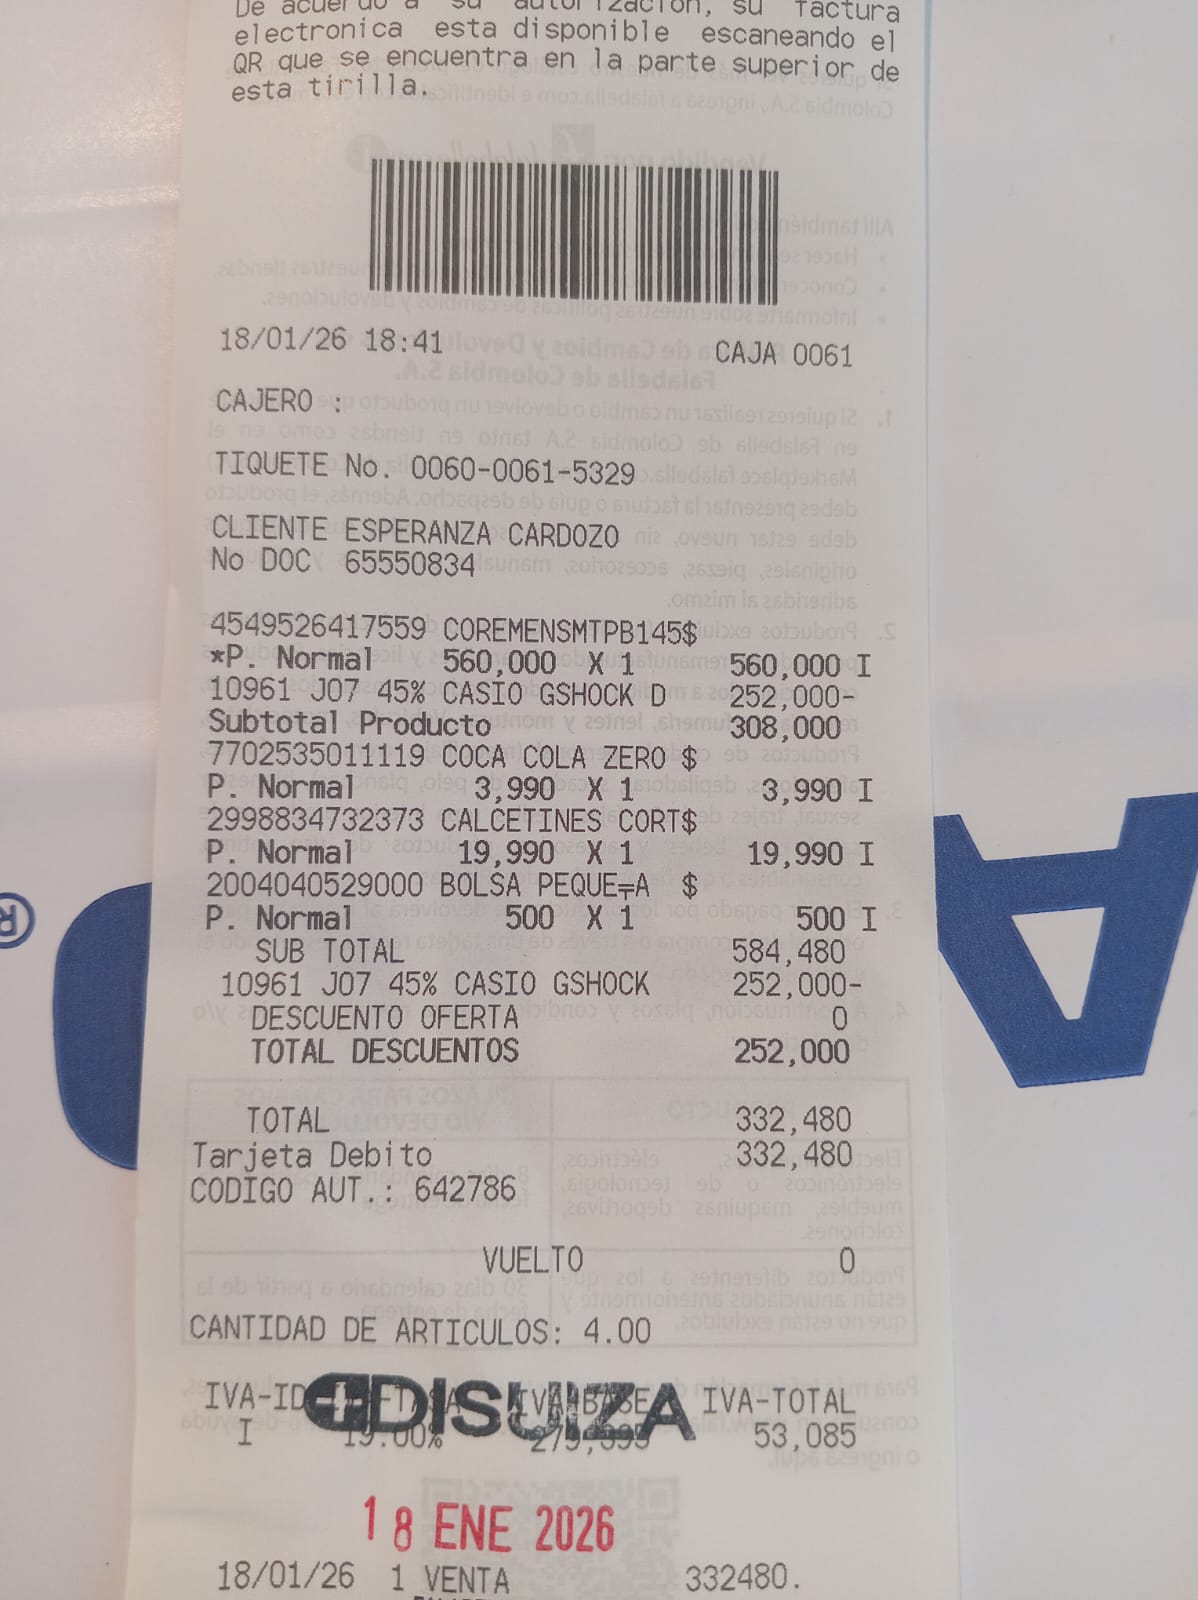 De acuerdo a su autorizacion, su factura
electronica esta disponible escaneando el
QR que se encuentra en la parte superior de
esta tirilla.
18/01/26 18:41 CAJA 0061
CAJERO :
TIQUETE No. 0060-0061-5329
CLIENTE ESPERANZA CARDOZO
No DOC 65550834
4549526417559 COREMENSMTPB145$
*P. Normal 560,000 X 1 560,000 I
10961 J07 45% CASIO GSHOCK D 252,000-
Subtotal Producto 308,000
7702535011119 COCA COLA ZERO $
P. Normal 3,990 X 1 3,990 I
2998834732373 CALCETINES CORT$
P. Normal 19,990 X 1 19,990 I
2004040529000 BOLSA PEQUE╤A $
P. Normal 500 X 1 500 I
SUB TOTAL 584,480
10961 J07 45% CASIO GSHOCK 252,000-
DESCUENTO OFERTA 0
TOTAL DESCUENTOS 252,000
TOTAL 332,480
Tarjeta Debito 332,480
CODIGO AUT.: 642786
VUELTO 0
CANTIDAD DE ARTICULOS: 4.00
IVA-ID IVA-BASE IVA-TOTAL
DISUIZA
I 19.00% 279,395 53,085
18 ENE 2026
18/01/26 1 VENTA 332480.
®
A